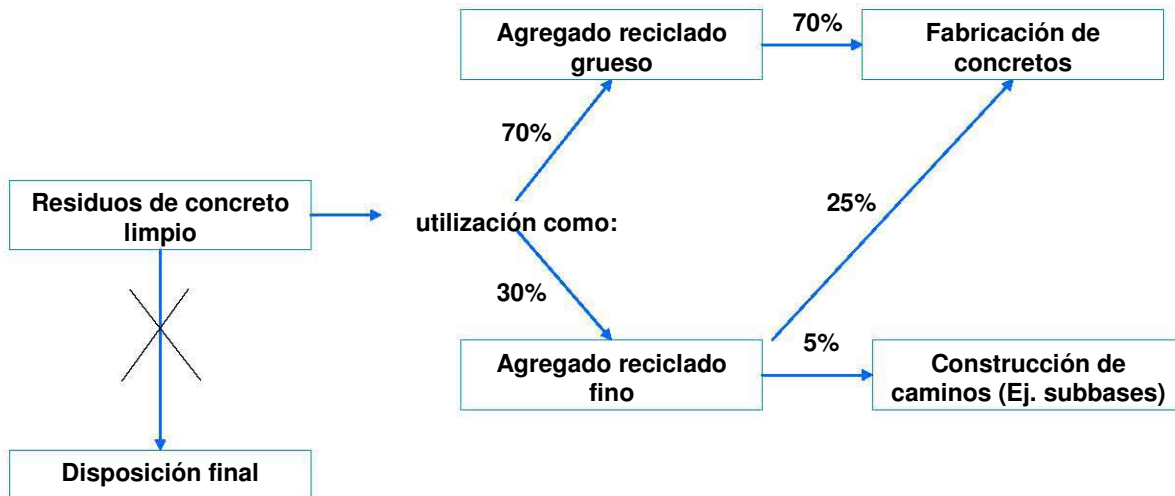 Agregado reciclado
grueso
70%
Fabricación de
concretos
70%
Residuos de concreto
limpio
utilización como:
25%
30%
Agregado reciclado
fino
5%
Construcción de
caminos (Ej. subbases)
Disposición final